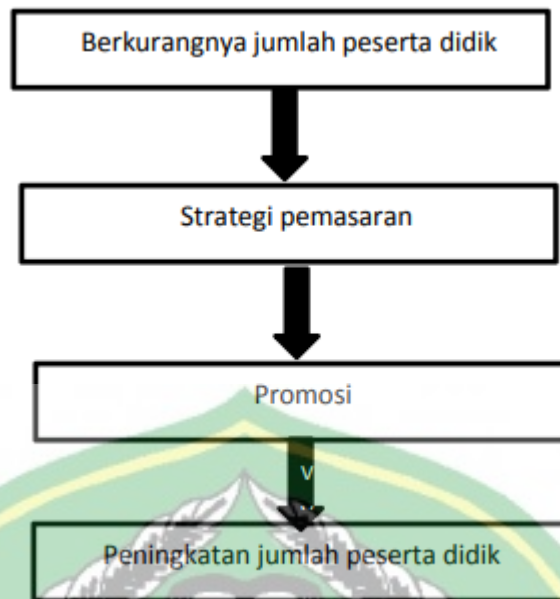 Berkurangnya jumlah peserta didik
Strategi pemasaran
Promosi
v
Peningkatan jumlah peserta didik